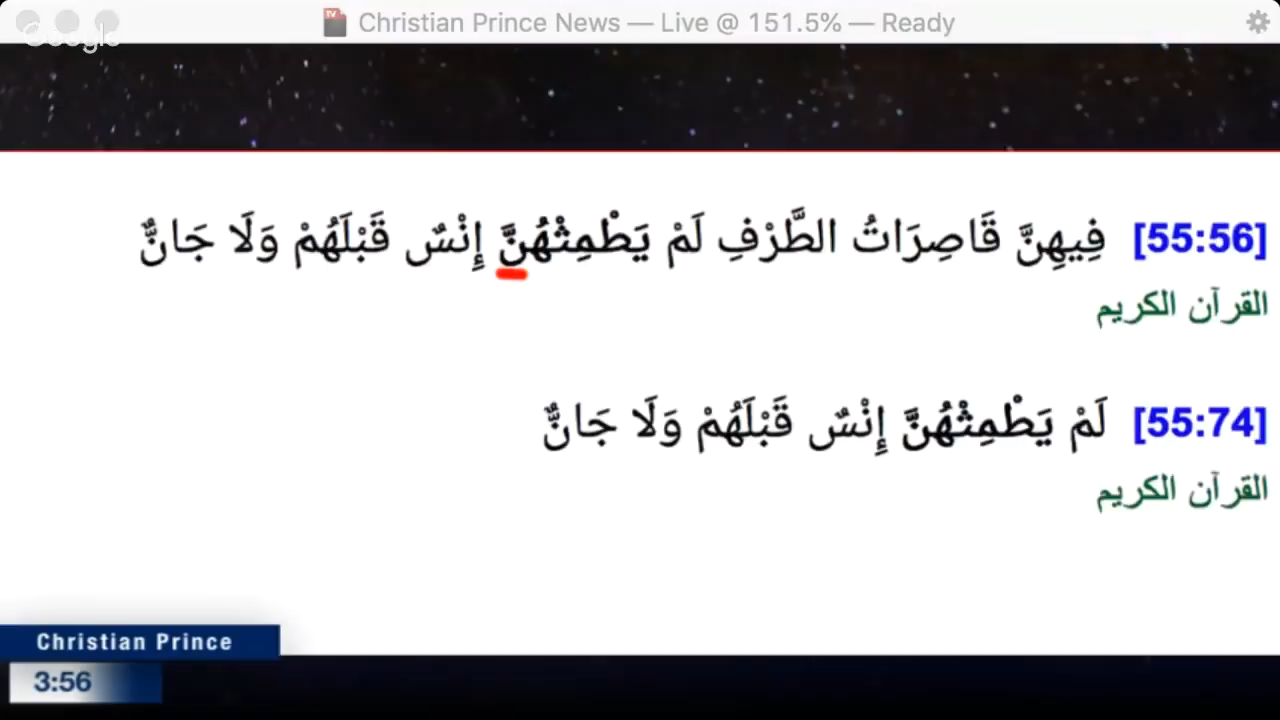 Christian Prince News — Live @ 151.5% — Ready
Google
[55:56] فِيهِنَّ قَاصِرَاتُ الطَّرْفِ لَمْ يَطْمِثْهُنَّ إِنْسٌ قَبْلَهُمْ وَلَا جَانٌّ
القرآن الكريم
[55:74] لَمْ يَطْمِثْهُنَّ إِنْسٌ قَبْلَهُمْ وَلَا جَانٌّ
القرآن الكريم
Christian Prince
3:56